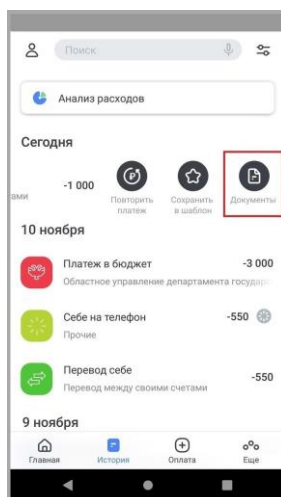 Поиск
Анализ расходов
Сегодня
ами
-1 000
Повторить
платеж
Сохранить
в шаблон
Документы
10 ноября
Платеж в бюджет
-3 000
Областное управление департамента государс
Себе на телефон
-550
Прочие
Перевод себе
-550
Перевод между своими счетами
9 ноября
Главная
История
Оплата
Еще